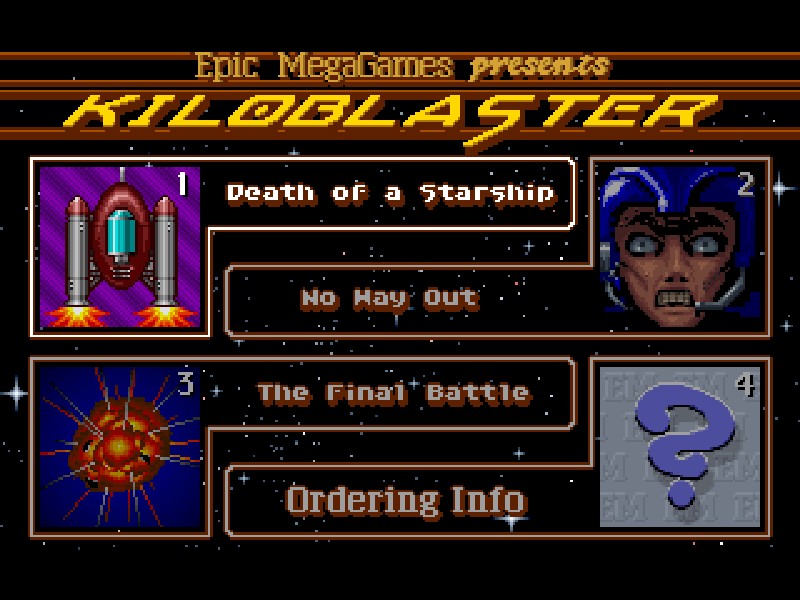 Epic MegaGames presents
KILOBLASTER
1
Death of a Starship
2
No Way Out
3
The Final Battle
4
Ordering Info